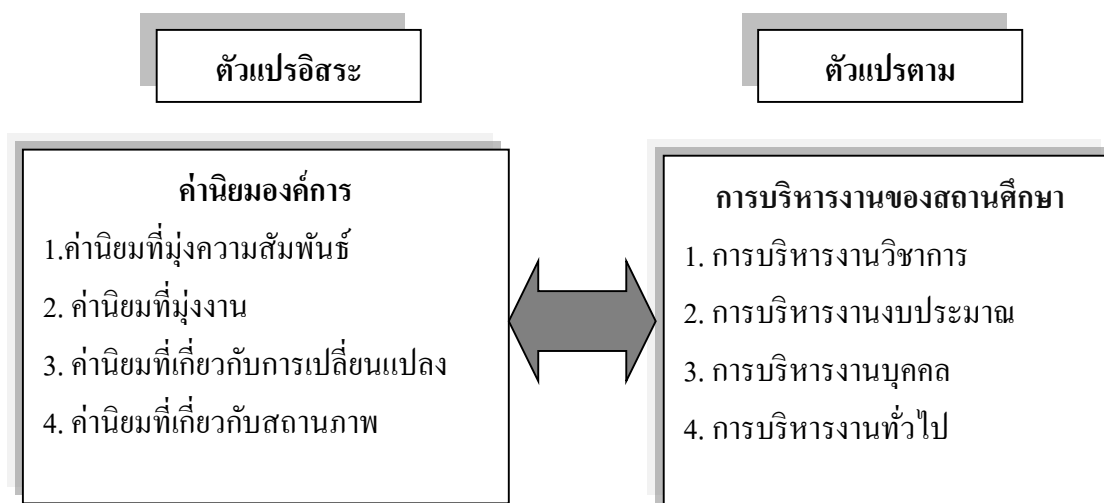 ตัวแปรอิสระ
ตัวแปรตาม
ค่านิยมองค์การ
1.ค่านิยมที่มุ่งความสัมพันธ์
2. ค่านิยมที่มุ่งงาน
3. ค่านิยมที่เกี่ยวกับการเปลี่ยนแปลง
4. ค่านิยมที่เกี่ยวกับสถานภาพ
การบริหารงานของสถานศึกษา
1. การบริหารงานวิชาการ
2. การบริหารงานงบประมาณ
3. การบริหารงานบุคคล
4. การบริหารงานทั่วไป